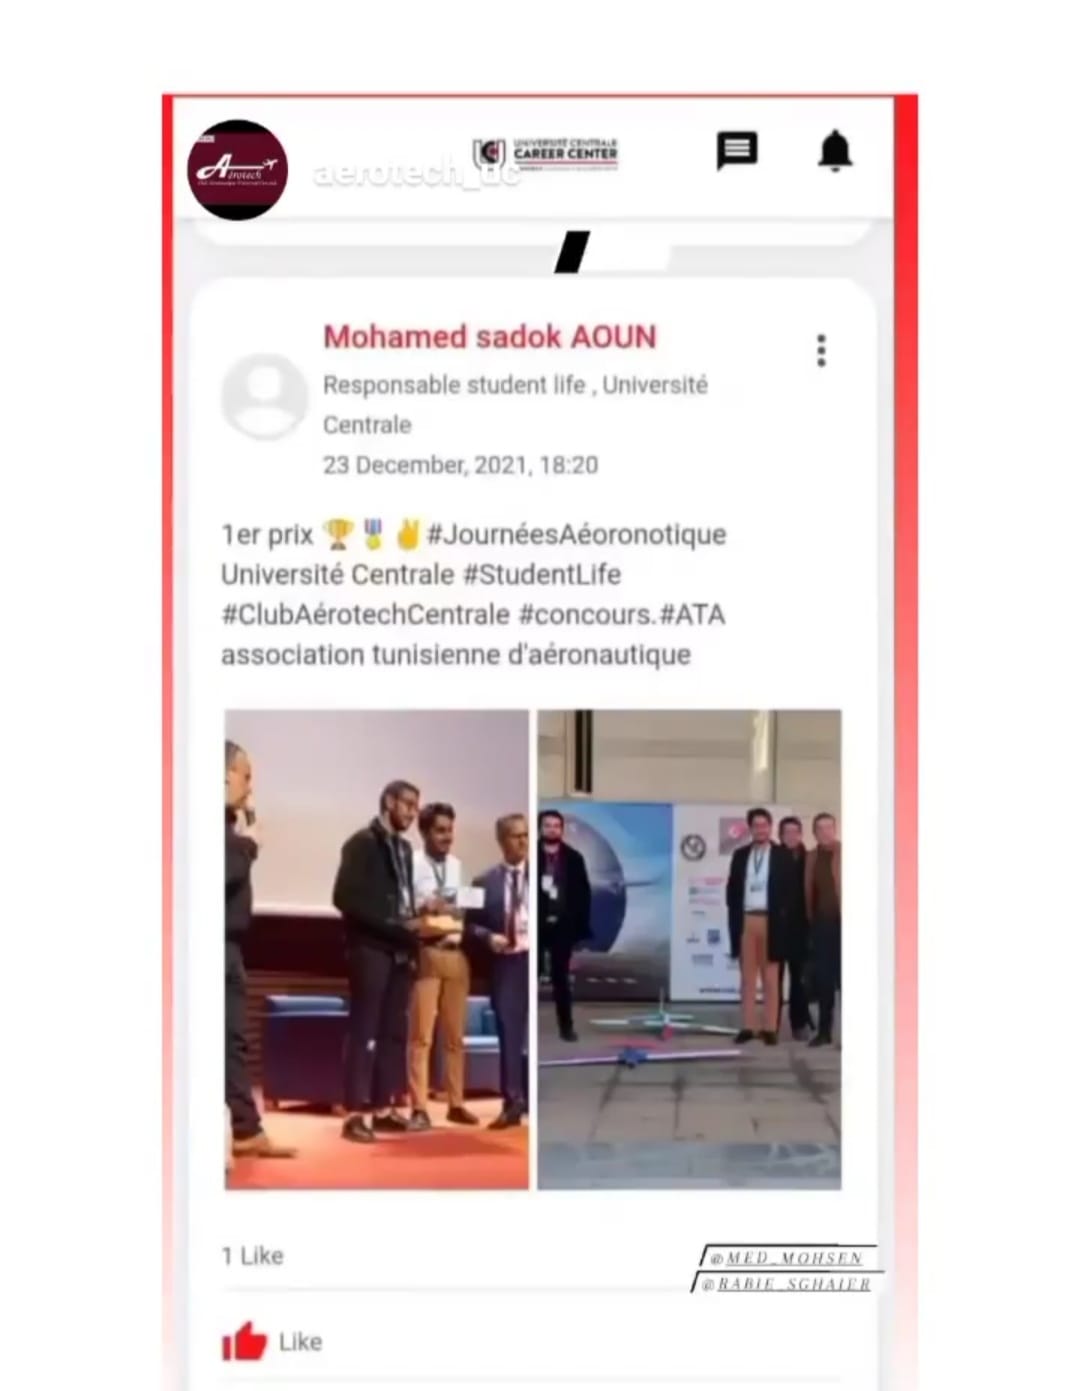 Aérotech
aerotech_uc
UNIVERSITÉ CENTRALE
CAREER CENTER
Mohamed sadok AOUN
Responsable student life , Université
Centrale
23 December, 2021, 18:20
1er prix 🏆🎖️✌️#JournéesAéoronotique
Université Centrale #StudentLife
#ClubAérotechCentrale #concours.#ATA
association tunisienne d'aéronautique
1 Like
@MED_MOHSEN
@RABIE_SGHAIER
Like